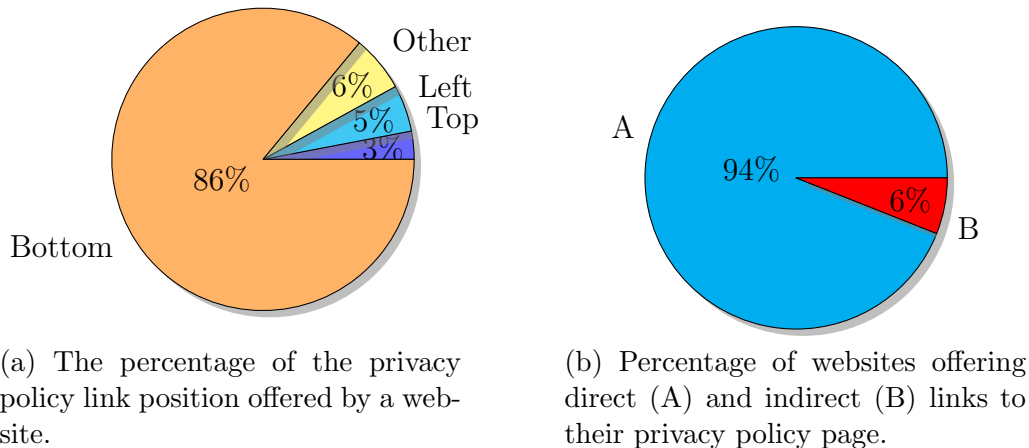 Other
6%
Left
5%
Top
3%
86%
Bottom
(a) The percentage of the privacy
policy link position offered by a web-
site.
A
94%
6%
B
(b) Percentage of websites offering
direct (A) and indirect (B) links to
their privacy policy page.